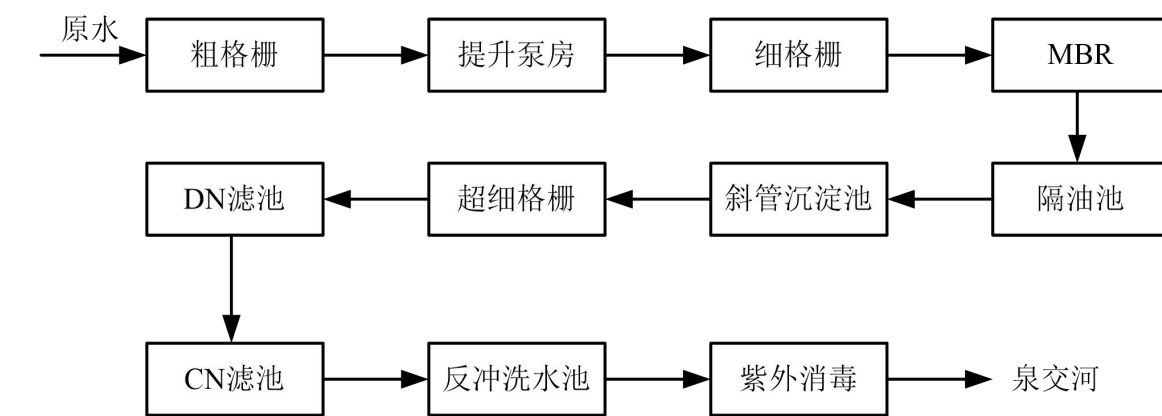 原水
粗格栅
提升泵房
细格栅
MBR
隔油池
斜管沉淀池
超细格栅
DN滤池
CN滤池
反冲洗水池
紫外消毒
泉交河